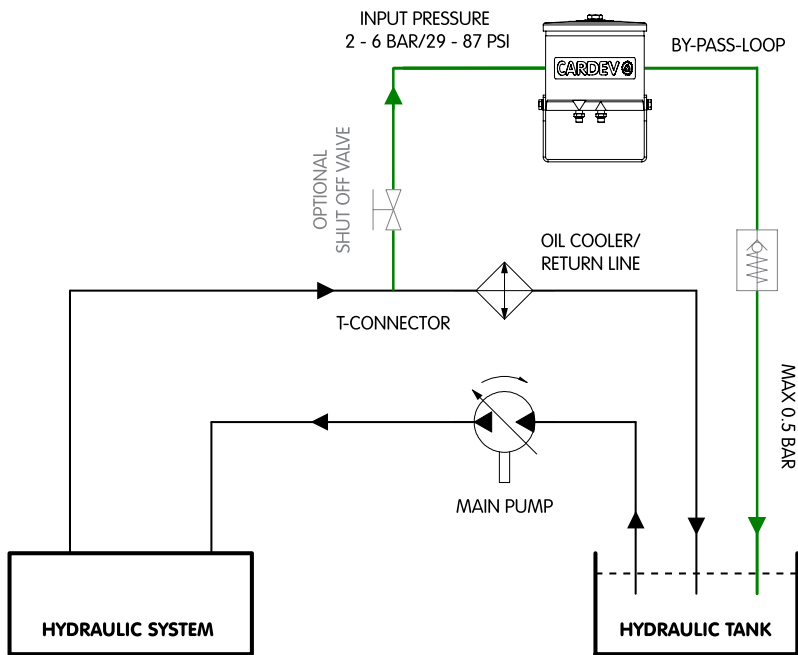 INPUT PRESSURE
2 - 6 BAR/29 - 87 PSI
CARDEV
BY-PASS-LOOP
OPTIONAL
SHUT OFF VALVE
OIL COOLER/
RETURN LINE
T-CONNECTOR
MAX 0.5 BAR
MAIN PUMP
HYDRAULIC SYSTEM
HYDRAULIC TANK